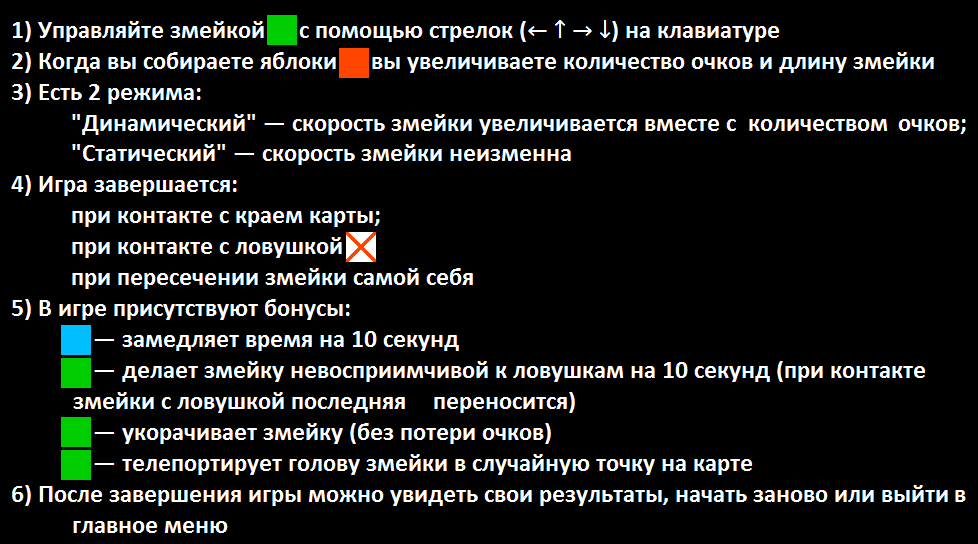 1) Управляйте змейкой с помощью стрелок (← ↑ → ↓) на клавиатуре
2) Когда вы собираете яблоки вы увеличиваете количество очков и длину змейки
3) Есть 2 режима:
"Динамический" — скорость змейки увеличивается вместе с количеством очков;
"Статический" — скорость змейки неизменна
4) Игра завершается:
при контакте с краем карты;
при контакте с ловушкой
при пересечении змейки самой себя
5) В игре присутствуют бонусы:
— замедляет время на 10 секунд
— делает змейку невосприимчивой к ловушкам на 10 секунд (при контакте
змейки с ловушкой последняя переносится)
— укорачивает змейку (без потери очков)
— телепортирует голову змейки в случайную точку на карте
6) После завершения игры можно увидеть свои результаты, начать заново или выйти в
главное меню